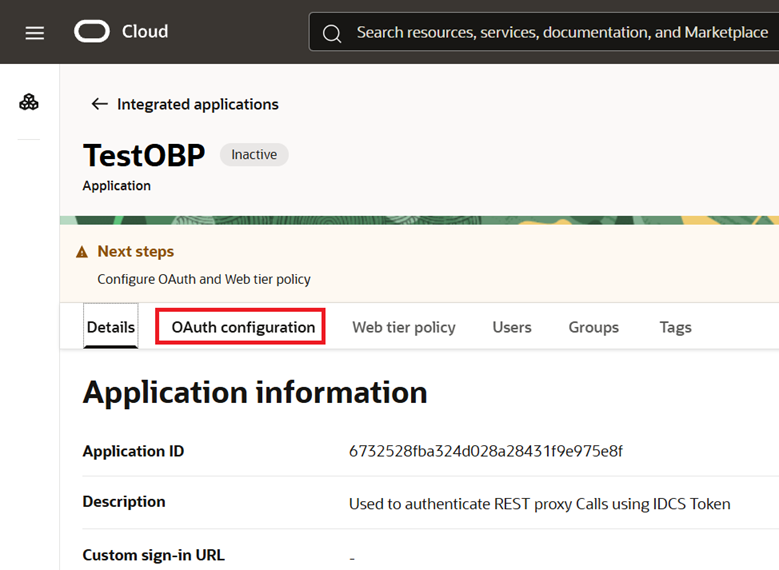 Cloud
Search resources, services, documentation, and Marketplace
Integrated applications
TestOBP Inactive
Application
Next steps
Configure OAuth and Web tier policy
Details OAuth configuration Web tier policy Users Groups Tags
Application information
Application ID 6732528fba324d028a28431f9e975e8f
Description Used to authenticate REST proxy Calls using IDCS Token
Custom sign-in URL -